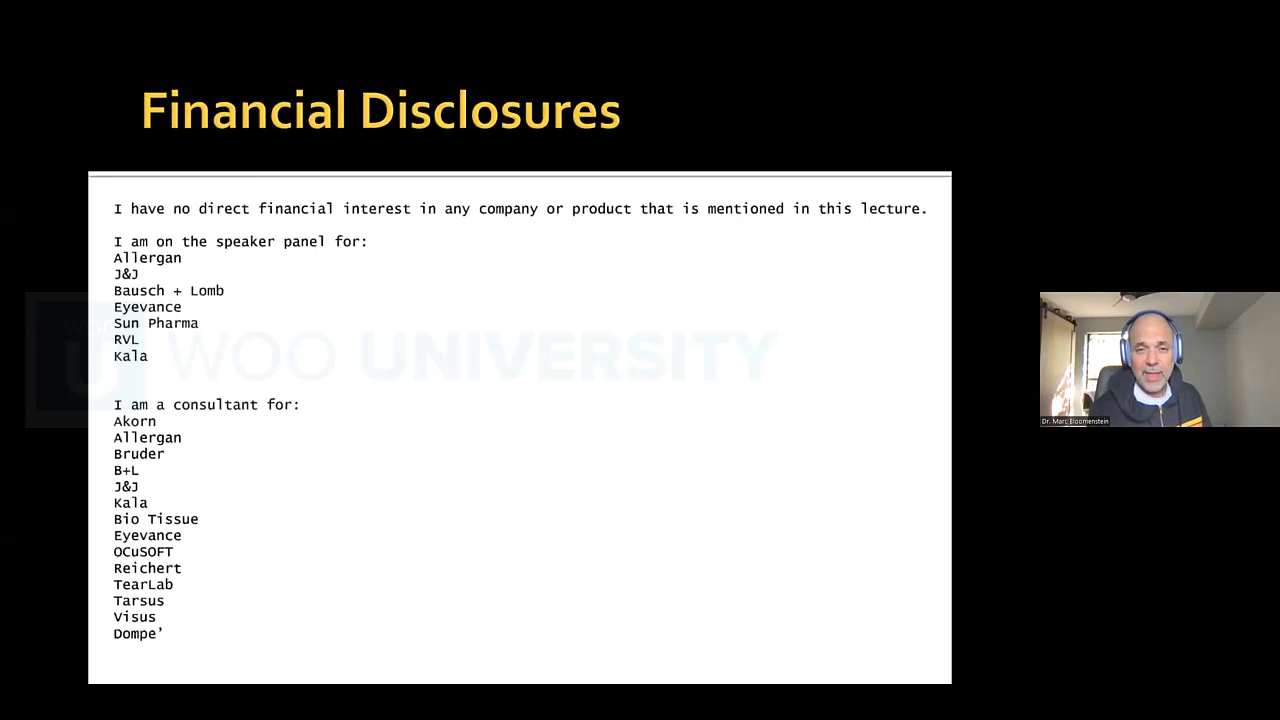 Financial Disclosures
I have no direct financial interest in any company or product that is mentioned in this lecture.
I am on the speaker panel for:
Allergan
J&J
Bausch + Lomb
Eyevance
Sun Pharma
RVL
Kala
WOO
U
WOO UNIVERSITY
I am a consultant for:
Akorn
Allergan
Bruder
B+L
J&J
Kala
Bio Tissue
Eyevance
OCuSOFT
Reichert
TearLab
Tarsus
Visus
Dompe’
Dr. Marc Bloomenstein